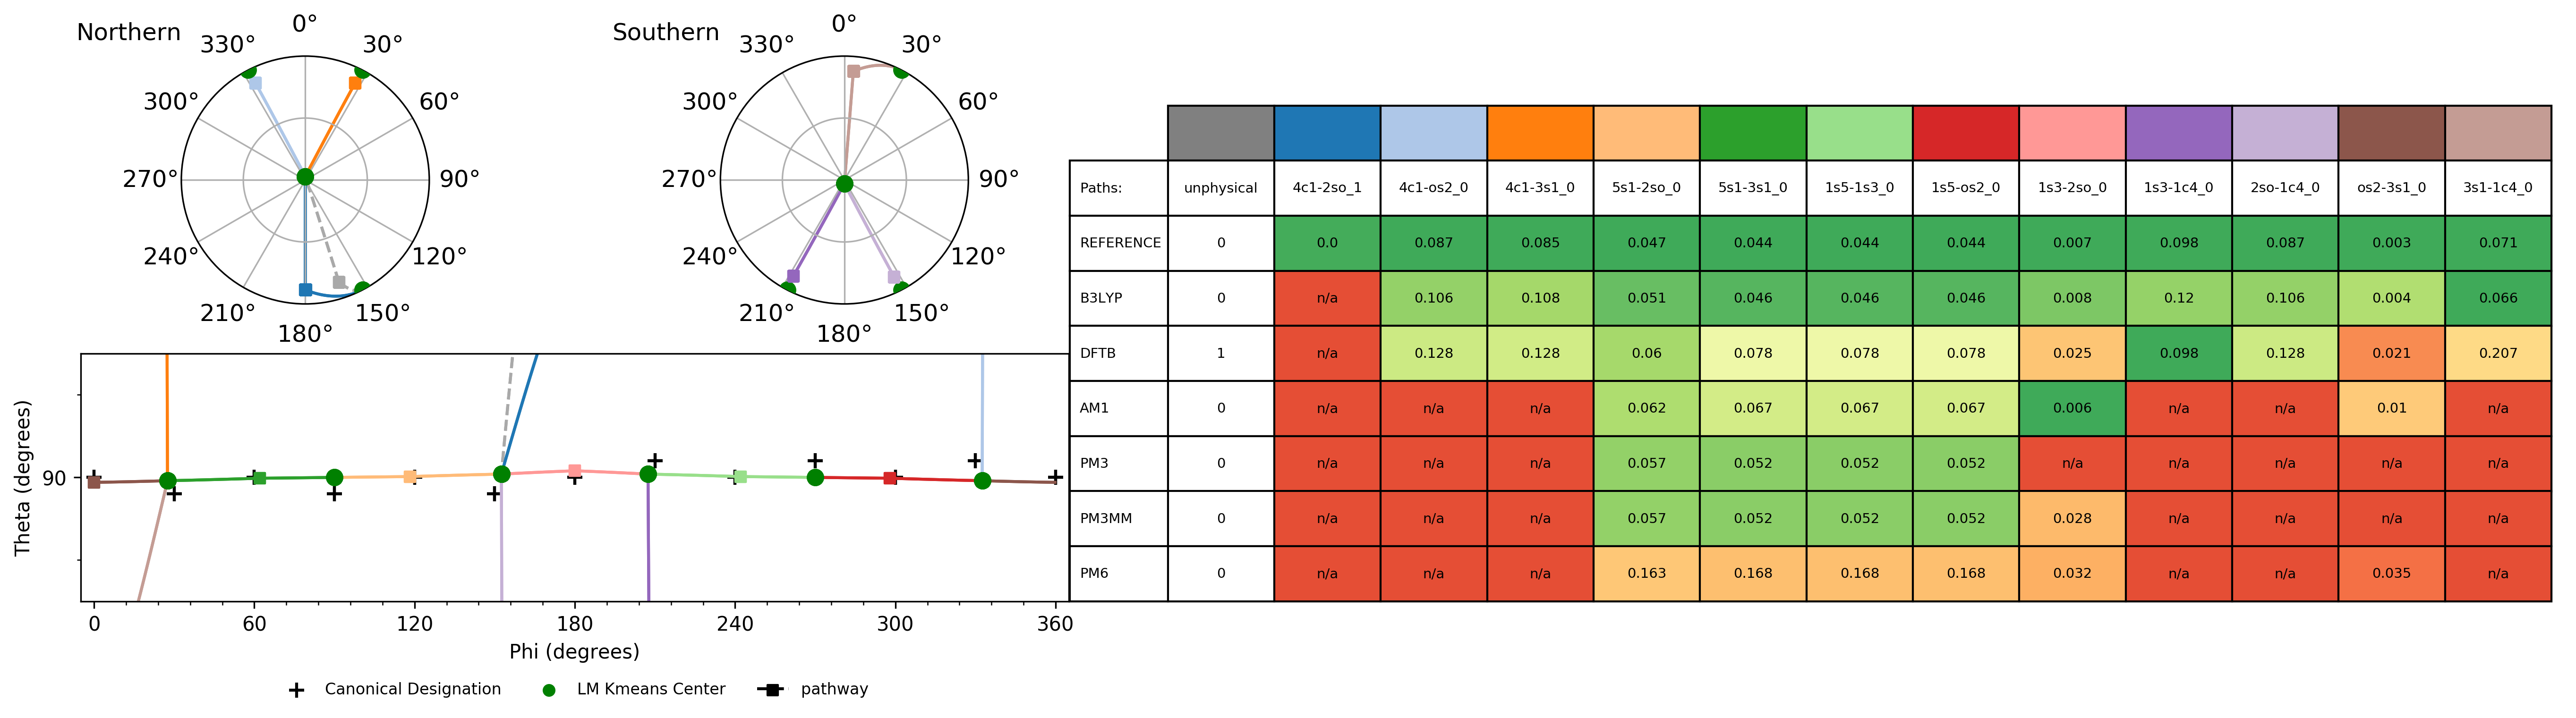 Northern
0°
30°
60°
90°
120°
150°
180°
210°
240°
270°
300°
330°
Southern
0°
30°
60°
90°
120°
150°
180°
210°
240°
270°
300°
330°
Theta (degrees)
90
0 60 120 180 240 300 360
Phi (degrees)
Canonical Designation LM Kmeans Center pathway
Paths: unphysical 4c1-2so_1 4c1-os2_0 4c1-3s1_0 5s1-2so_0 5s1-3s1_0 1s5-1s3_0 1s5-os2_0 1s3-2so_0 1s3-1c4_0 2so-1c4_0 os2-3s1_0 3s1-1c4_0
REFERENCE 0 0.0 0.087 0.085 0.047 0.044 0.044 0.044 0.007 0.098 0.087 0.003 0.071
B3LYP 0 n/a 0.106 0.108 0.051 0.046 0.046 0.046 0.008 0.12 0.106 0.004 0.066
DFTB 1 n/a 0.128 0.128 0.06 0.078 0.078 0.078 0.025 0.098 0.128 0.021 0.207
AM1 0 n/a n/a n/a 0.062 0.067 0.067 0.067 0.006 n/a n/a 0.01 n/a
PM3 0 n/a n/a n/a 0.057 0.052 0.052 0.052 n/a n/a n/a n/a n/a
PM3MM 0 n/a n/a n/a 0.057 0.052 0.052 0.052 0.028 n/a n/a n/a n/a
PM6 0 n/a n/a n/a 0.163 0.168 0.168 0.168 0.032 n/a n/a 0.035 n/a